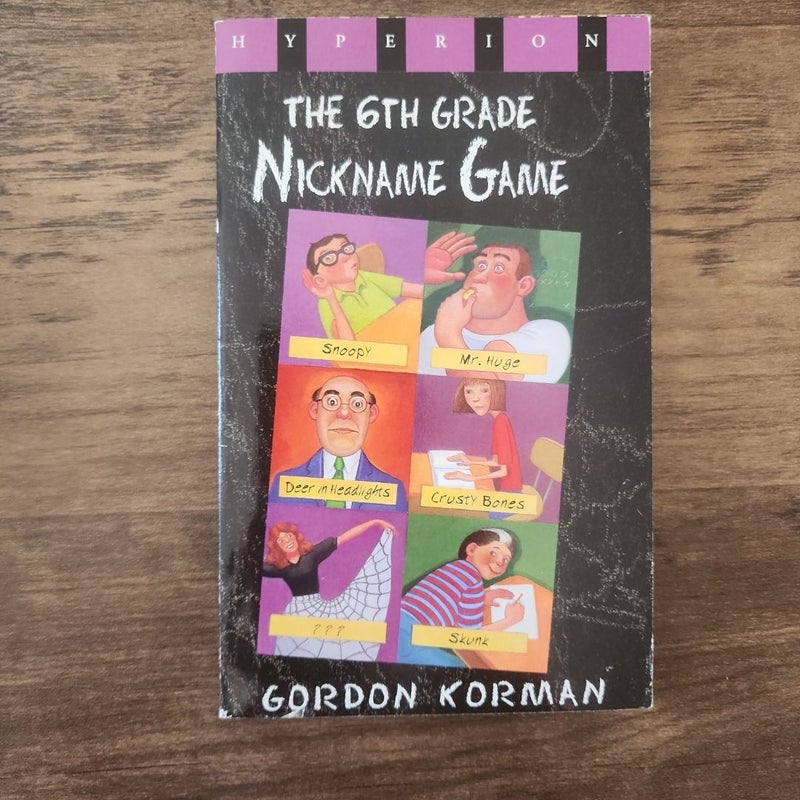 HYPERION
THE 6TH GRADE
NICKNAME GAME
Snoopy
Mr. Huge
Deer in Headlights
Crusty Bones
???
Skunk
GORDON KORMAN